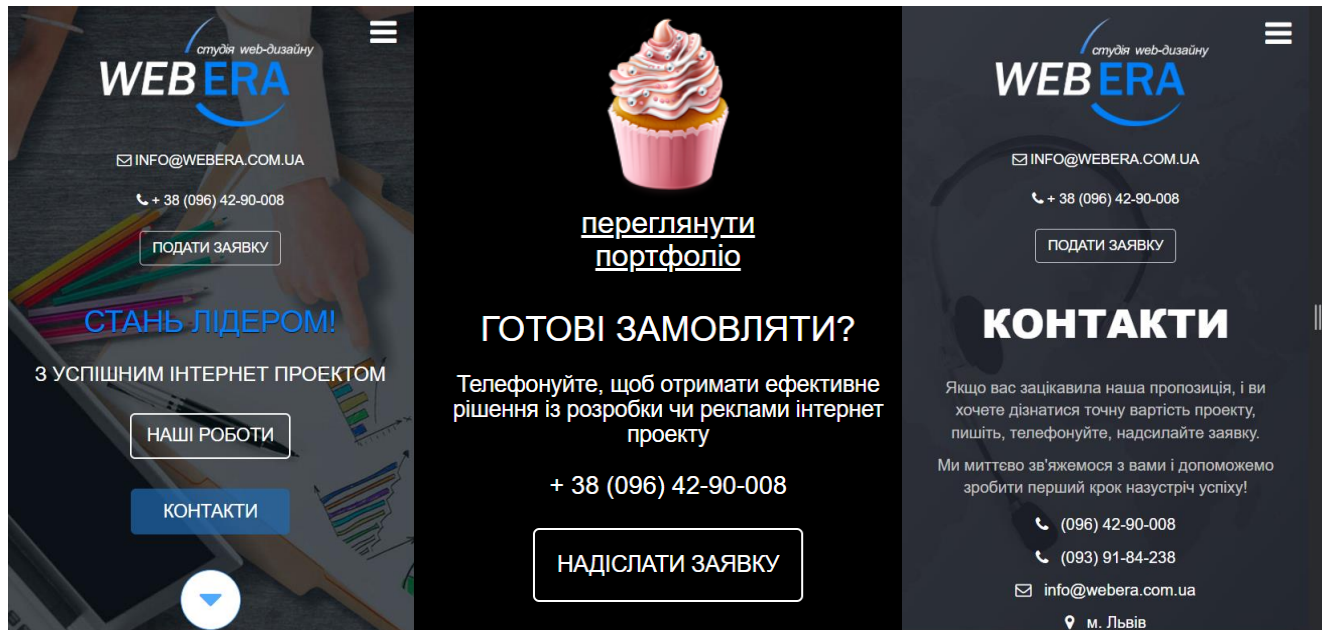 студія web-дизайну
WEBERA
INFO@WEBERA.COM.UA
+ 38 (096) 42-90-008
ПОДАТИ ЗАЯВКУ
СТАНЬ ЛІДЕРОМ!
З УСПІШНИМ ІНТЕРНЕТ ПРОЕКТОМ
НАШІ РОБОТИ
КОНТАКТИ
переглянути
портфоліо
ГОТОВІ ЗАМОВЛЯТИ?
Телефонуйте, щоб отримати ефективне
рішення із розробки чи реклами інтернет
проекту
+ 38 (096) 42-90-008
НАДІСЛАТИ ЗАЯВКУ
студія web-дизайну
WEBERA
INFO@WEBERA.COM.UA
+ 38 (096) 42-90-008
ПОДАТИ ЗАЯВКУ
КОНТАКТИ
Якщо вас зацікавила наша пропозиція, і ви
хочете дізнатися точну вартість проекту,
пишіть, телефонуйте, надсилайте заявку.
Ми миттєво зв'яжемося з вами і допоможемо
зробити перший крок назустріч успіху!
(096) 42-90-008
(093) 91-84-238
info@webera.com.ua
м. Львів